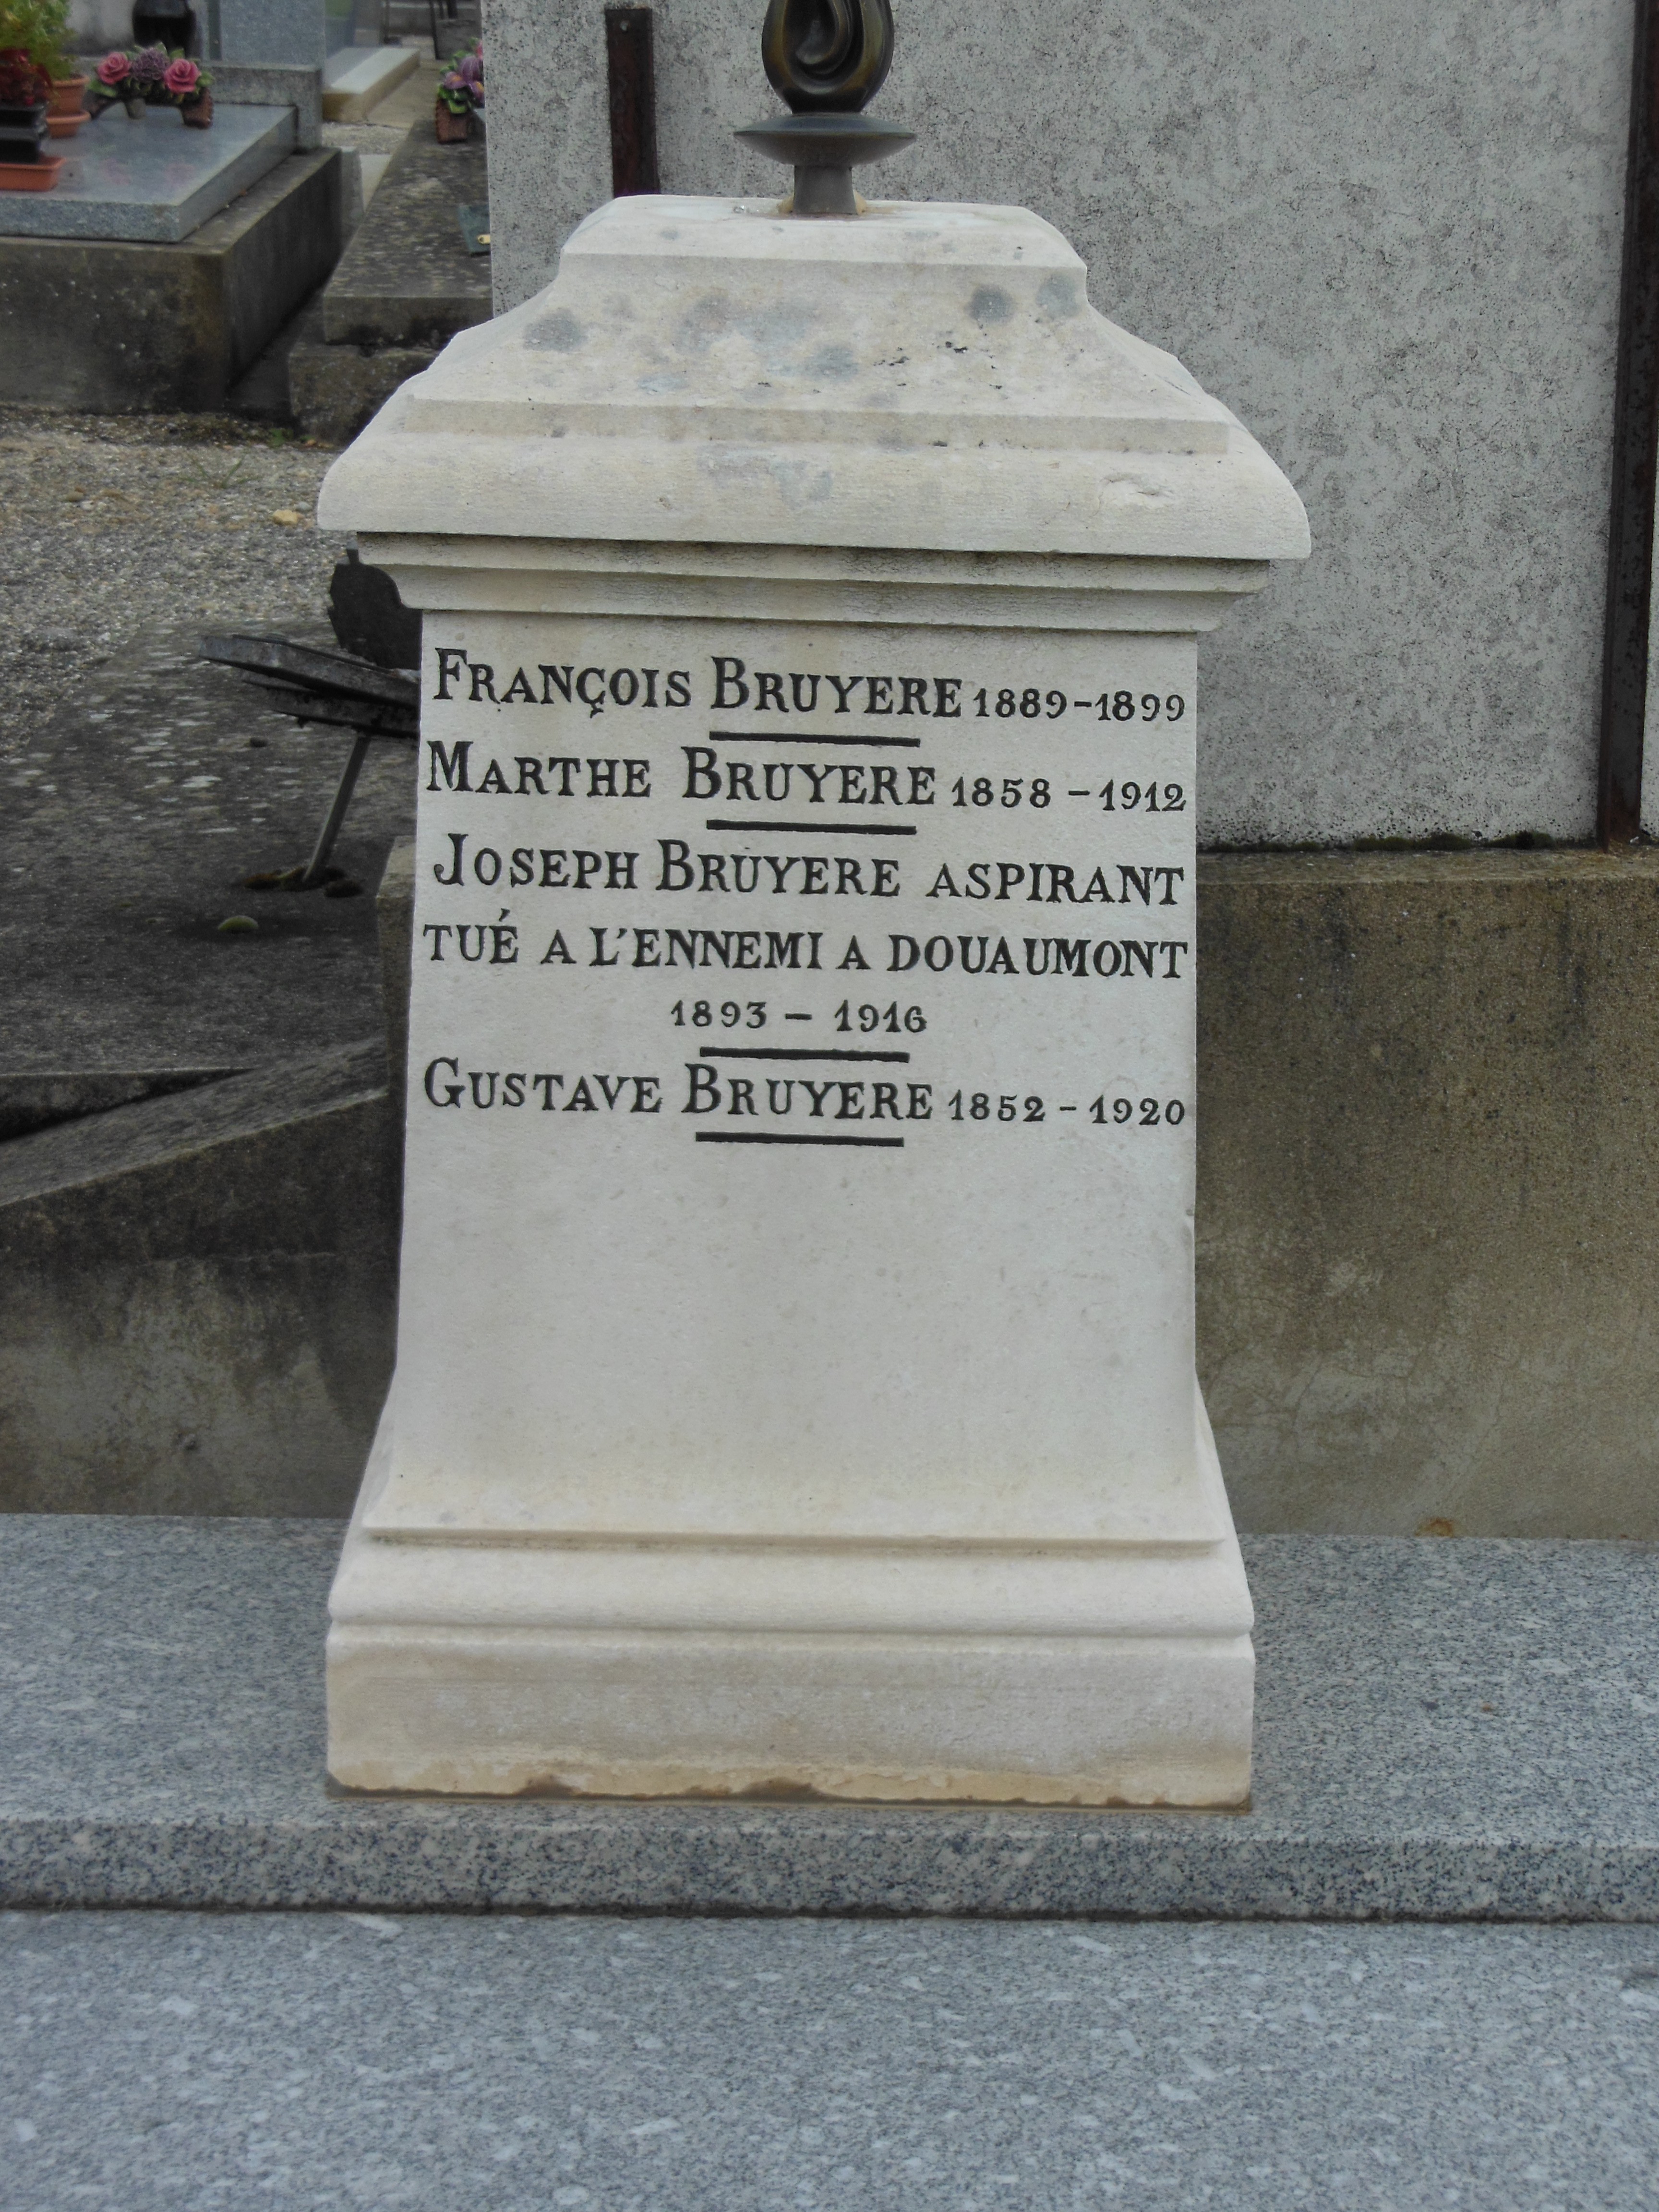 FRANÇOIS BRUYERE 1889-1899
MARTHE BRUYERE 1858-1912
JOSEPH BRUYERE ASPIRANT
TUÉ A L'ENNEMI A DOUAUMONT
1893-1916
GUSTAVE BRUYERE 1852-1920